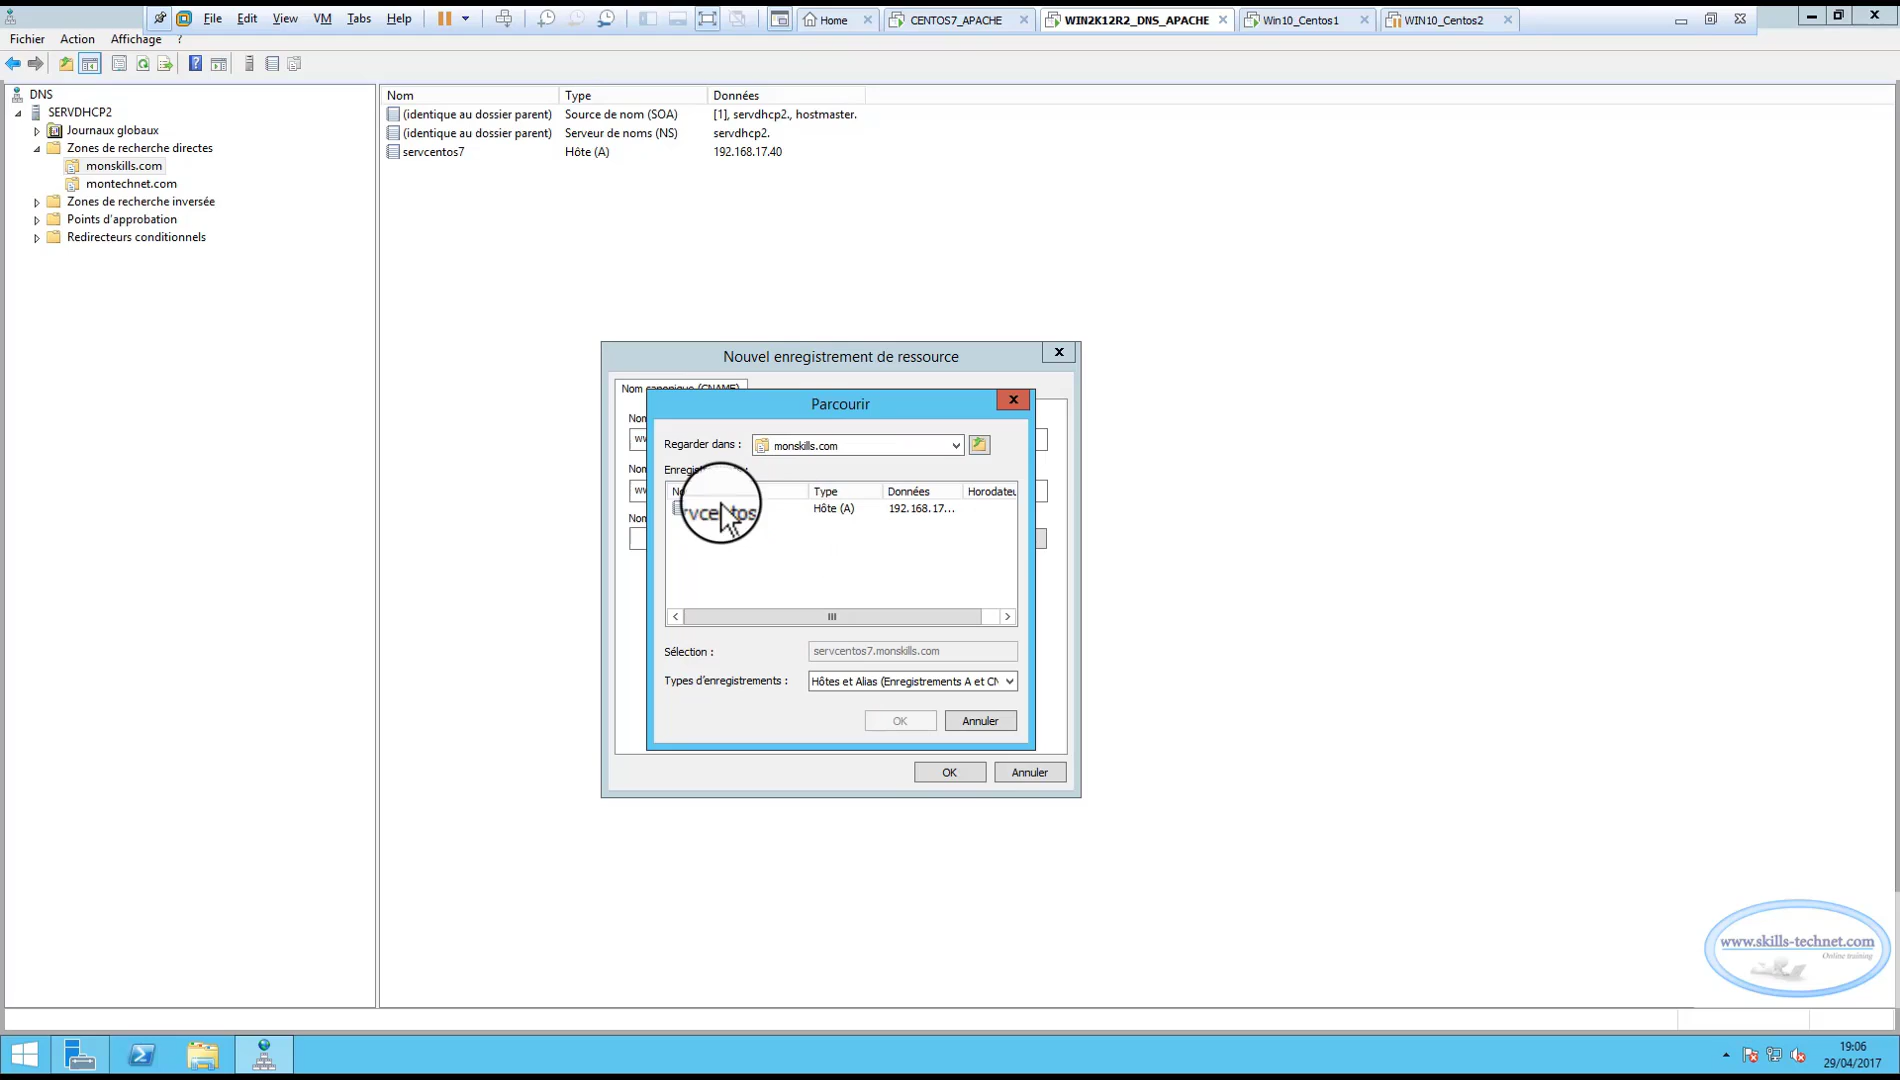 File Edit View VM Tabs Help Home CENTOS7_APACHE WIN2K12R2_DNS_APACHE Win10_Centos1 WIN10_Centos2
Fichier Action Affichage ?
DNS
SERVDHCP2
Journaux globaux
Zones de recherche directes
monskills.com
montechnet.com
Zones de recherche inversée
Points d'approbation
Redirecteurs conditionnels
Nom Type Données
(identique au dossier parent) Source de nom (SOA) [1], servdhcp2., hostmaster.
(identique au dossier parent) Serveur de noms (NS) servdhcp2.
servcentos7 Hôte (A) 192.168.17.40
Nouvel enregistrement de ressource
Nom canonique (CNAME)
Parcourir
Regarder dans : monskills.com
Type Données Horodateu
Hôte (A) 192.168.17...
Sélection : servcentos7.monskills.com
Types d'enregistrements : Hôtes et Alias (Enregistrements A et CN
OK Annuler
OK Annuler
www.skills-technet.com
Online training
19:06
29/04/2017